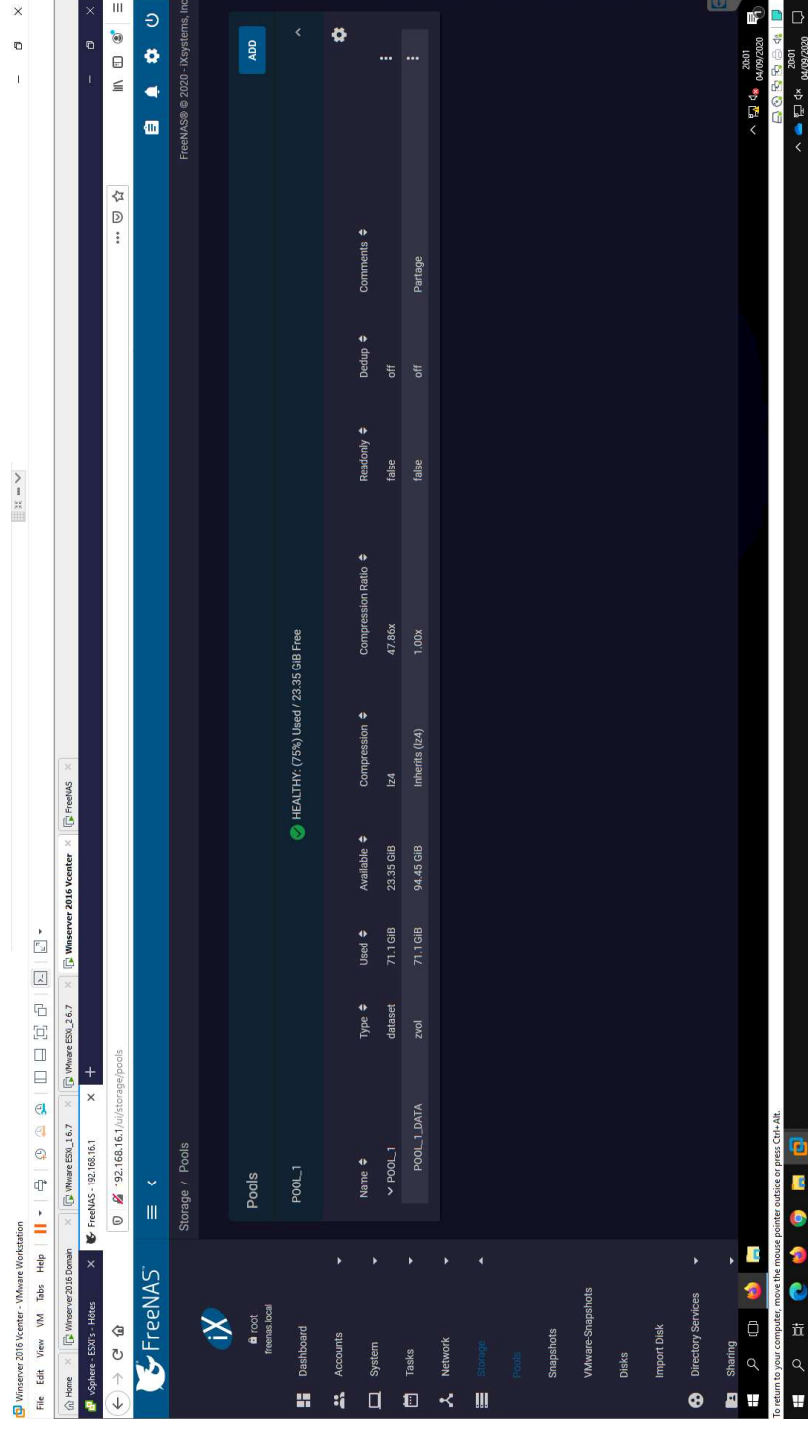 Winserver 2016 Vcenter - VMware Workstation
File Edit View VM Tabs Help
Home
Winserver2016 Domain
VMware ESXi_1 6.7
VMware ESXi_2 6.7
Winserver 2016 Vcenter
FreeNAS
vSphere - ESXi's - Hôtes
FreeNAS - 192.168.16.1
192.168.16.1/ui/storage/pools
FreeNAS
Storage / Pools
FreeNAS® © 2020 - iXsystems, Inc
iX
root
freenas.local
Dashboard
Accounts
System
Tasks
Network
Storage
Pools
Snapshots
VMware-Snapshots
Disks
Import Disk
Directory Services
Sharing
Pools
ADD
POOL_1
HEALTHY: (75%) Used / 23.35 GiB Free
Name Type Used Available Compression Compression Ratio Readonly Dedup Comments
POOL_1 dataset 71.1 GiB 23.35 GiB lz4 47.86x false off
POOL_1_DATA zvol 71.1 GiB 94.45 GiB Inherits (lz4) 1.00x false off Partage
20:01
04/09/2020
To return to your computer, move the mouse pointer outside or press Ctrl+Alt.
20:01
04/09/2020